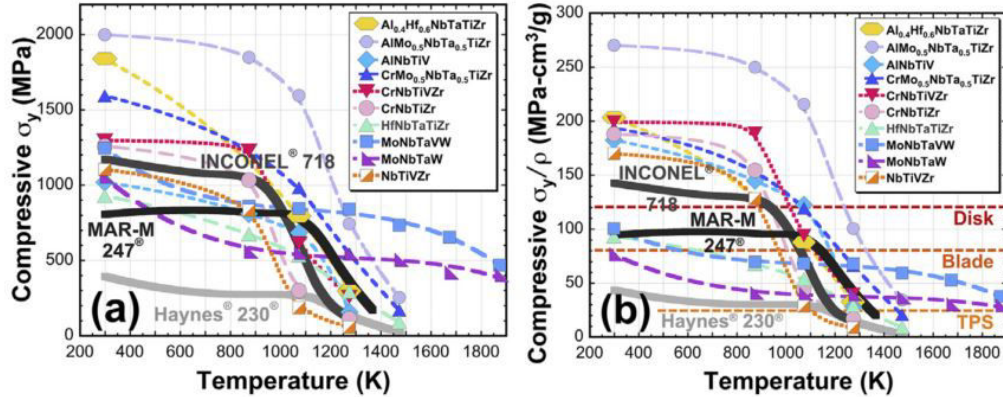 Compressive σy (MPa)
2000
1500
1000
500
0
200 400 600 800 1000 1200 1400 1600 1800
Temperature (K)
(a)
Al0.4Hf0.6NbTaTiZr
AlMo0.5NbTa0.5TiZr
AlNbTiV
CrMo0.5NbTa0.5TiZr
CrNbTiVZr
CrNbTiZr
HfNbTaTiZr
MoNbTaVW
MoNbTaW
NbTiVZr
INCONEL® 718
MAR-M
247®
Haynes® 230®
Compressive σy/ ρ (MPa-cm3/g)
300
250
200
150
100
50
0
200 400 600 800 1000 1200 1400 1600 1800
Temperature (K)
(b)
Al0.4Hf0.6NbTaTiZr
AlMo0.5NbTa0.5TiZr
AlNbTiV
CrMo0.5NbTa0.5TiZr
CrNbTiVZr
CrNbTiZr
HfNbTaTiZr
MoNbTaVW
MoNbTaW
NbTiVZr
INCONEL®
718
MAR-M
247®
Haynes® 230®
Disk
Blade
TPS